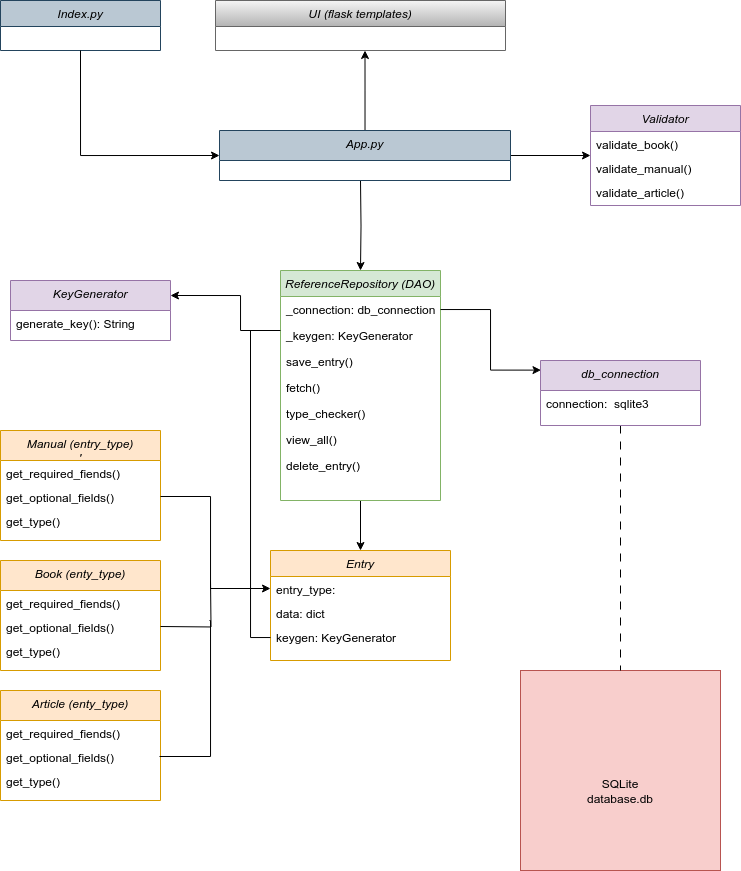 Index.py
UI (flask templates)
App.py
Validator
validate_book()
validate_manual()
validate_article()
KeyGenerator
generate_key(): String
ReferenceRepository (DAO)
_connection: db_connection
_keygen: KeyGenerator
save_entry()
fetch()
type_checker()
view_all()
delete_entry()
db_connection
connection:  sqlite3
Manual (entry_type)
,
get_required_fiends()
get_optional_fields()
get_type()
Book (enty_type)
get_required_fiends()
get_optional_fields()
get_type()
Article (enty_type)
get_required_fiends()
get_optional_fields()
get_type()
Entry
entry_type:
data: dict
keygen: KeyGenerator
SQLite
database.db